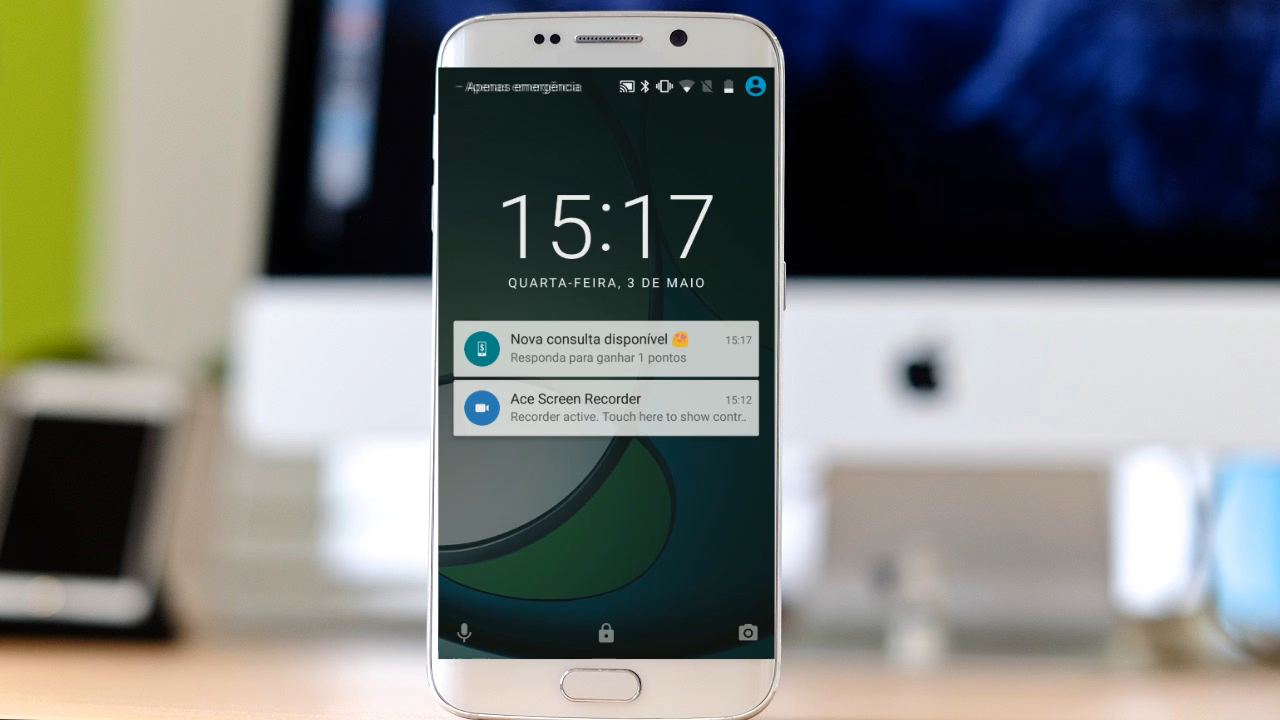 Apenas emergência
15:17
QUARTA-FEIRA, 3 DE MAIO
Nova consulta disponível 15:17
Responda para ganhar 1 pontos
Ace Screen Recorder 15:12
Recorder active. Touch here to show contr..